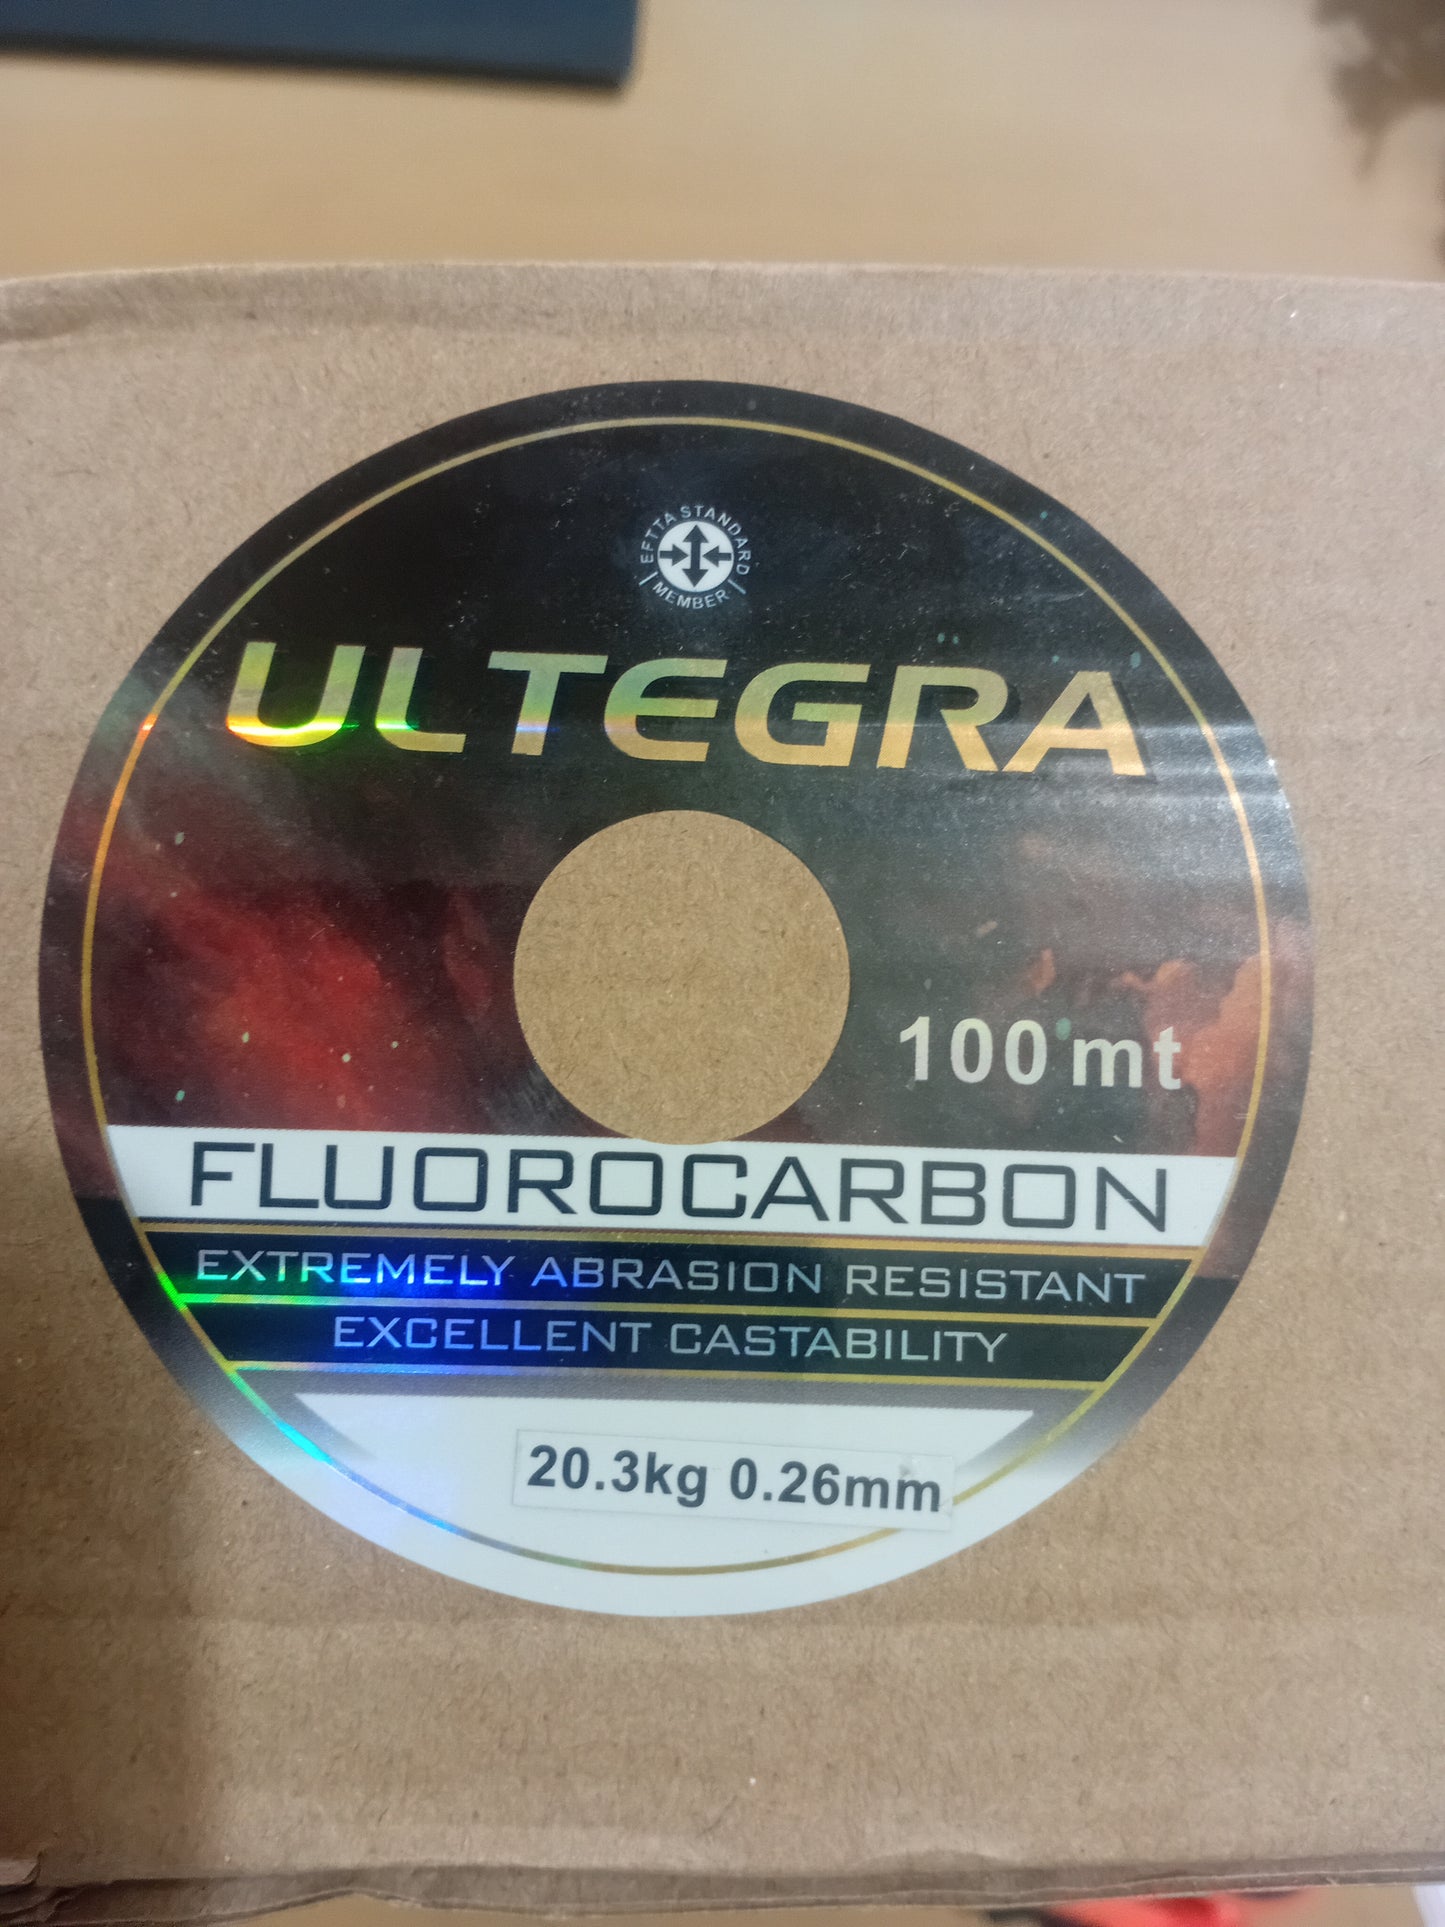 EFTTA STANDARD
MEMBER
ULTEGRA
100 mt
FLUOROCARBON
EXTREMELY ABRASION RESISTANT
EXCELLENT CASTABILITY
20.3kg 0.26mm